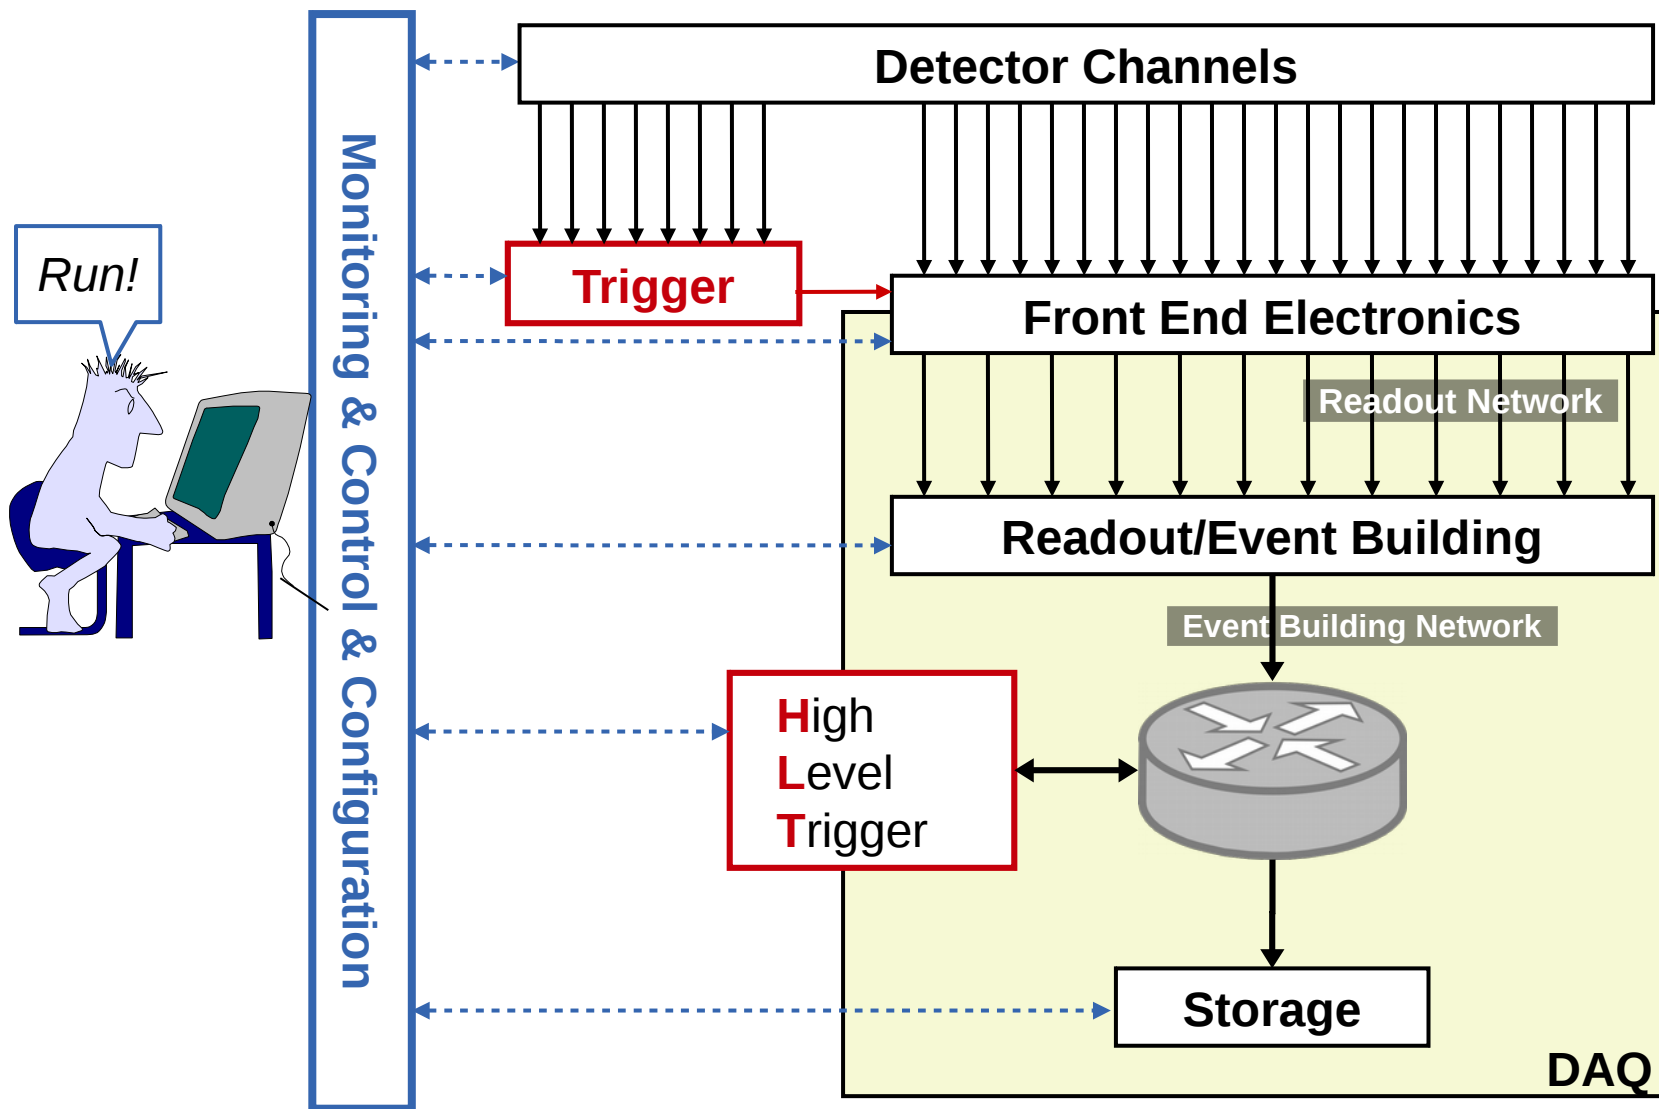 Detector Channels
Monitoring & Control & Configuration
Run!
Trigger
Front End Electronics
Readout Network
Readout/Event Building
Event Building Network
High
Level
Trigger
Storage
DAQ